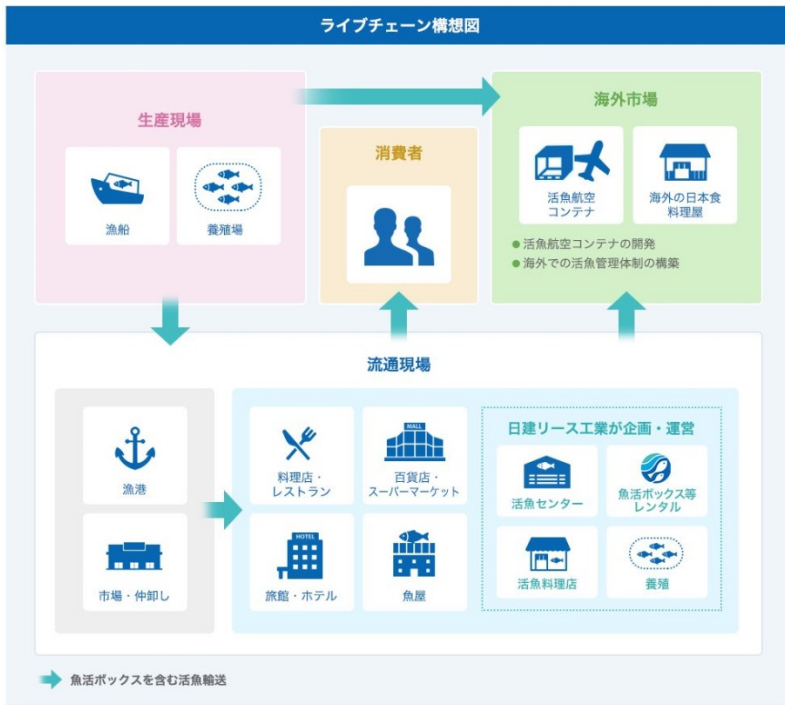 ライブチェーン構想図
生産現場
漁船
養殖場
消費者
海外市場
活魚航空
コンテナ
海外の日本食
料理屋
●活魚航空コンテナの開発
●海外での活魚管理体制の構築
流通現場
漁港
市場・仲卸し
料理店・
レストラン
MALL
百貨店・
スーパーマーケット
HOTEL
旅館・ホテル
魚屋
日建リース工業が企画・運営
活魚センター
魚活ボックス等
レンタル
活魚料理店
養殖
魚活ボックスを含む活魚輸送